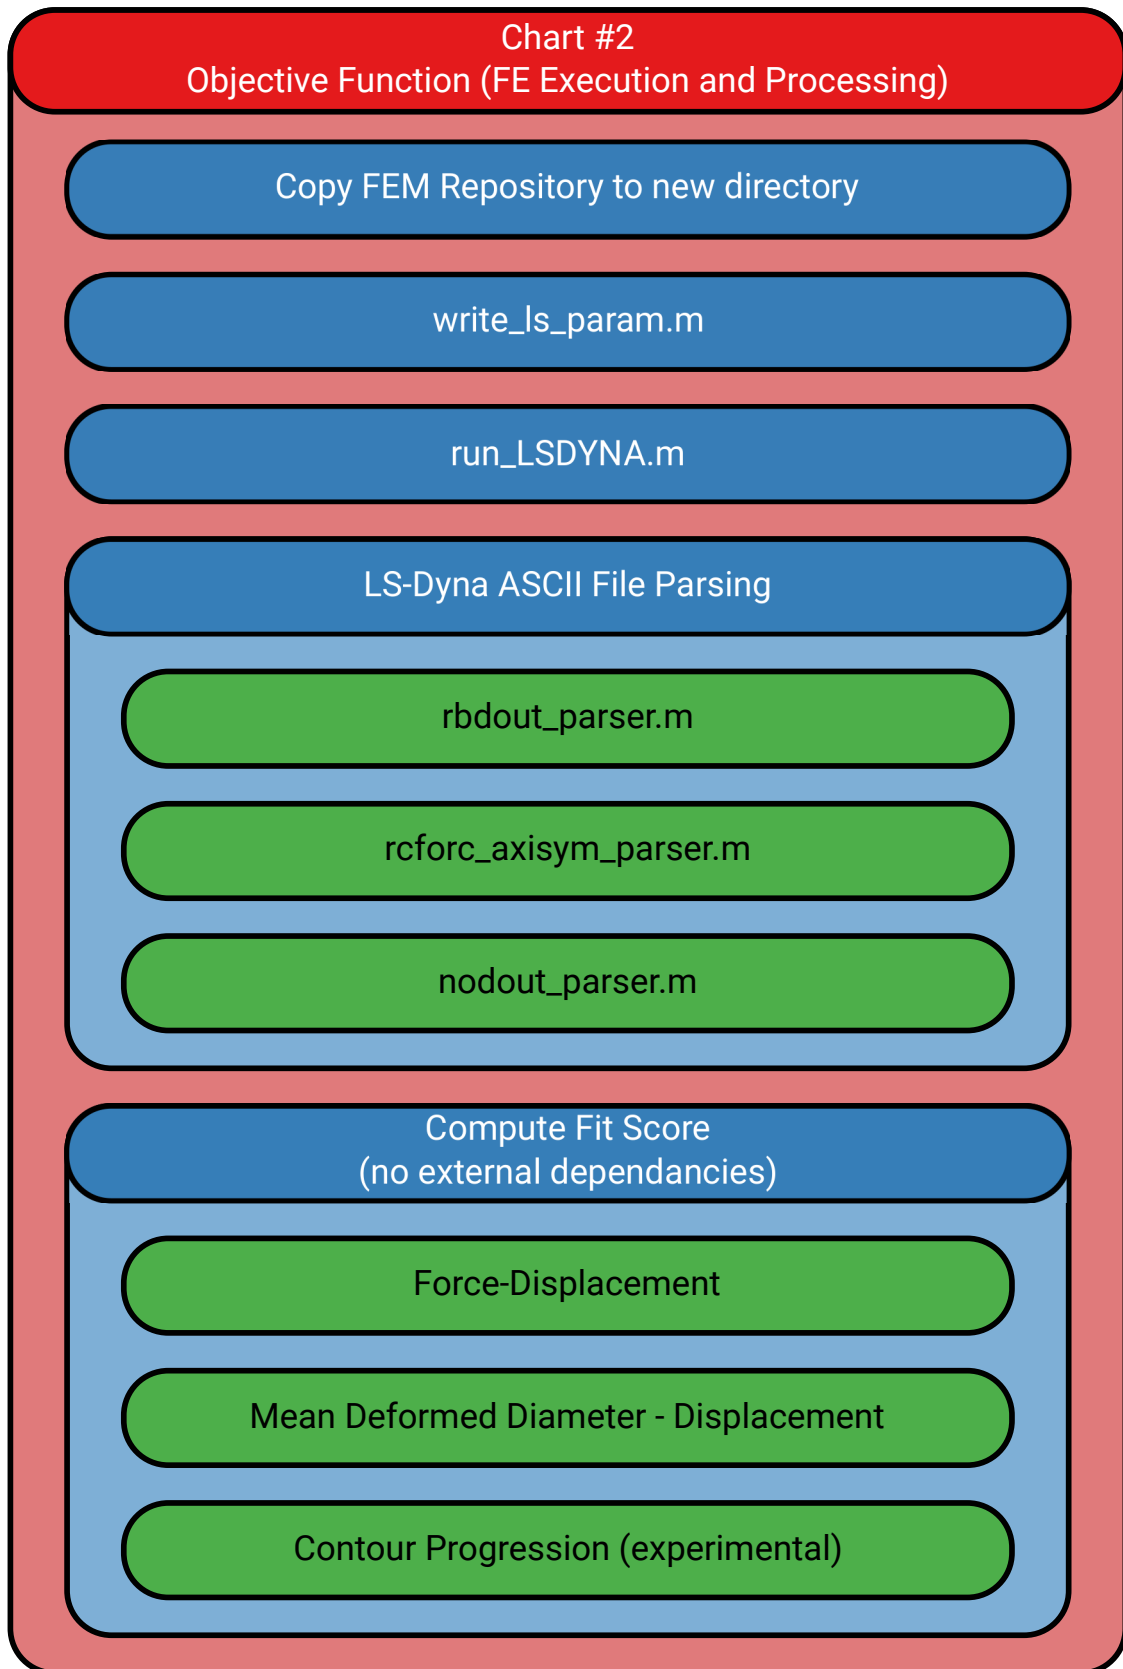 Chart #2
Objective Function (FE Execution and Processing)
Copy FEM Repository to new directory
write_ls_param.m
run_LSDYNA.m
LS-Dyna ASCII File Parsing
rbdout_parser.m
rcforc_axisym_parser.m
nodout_parser.m
Compute Fit Score
(no external dependancies)
Force-Displacement
Mean Deformed Diameter - Displacement
Contour Progression (experimental)